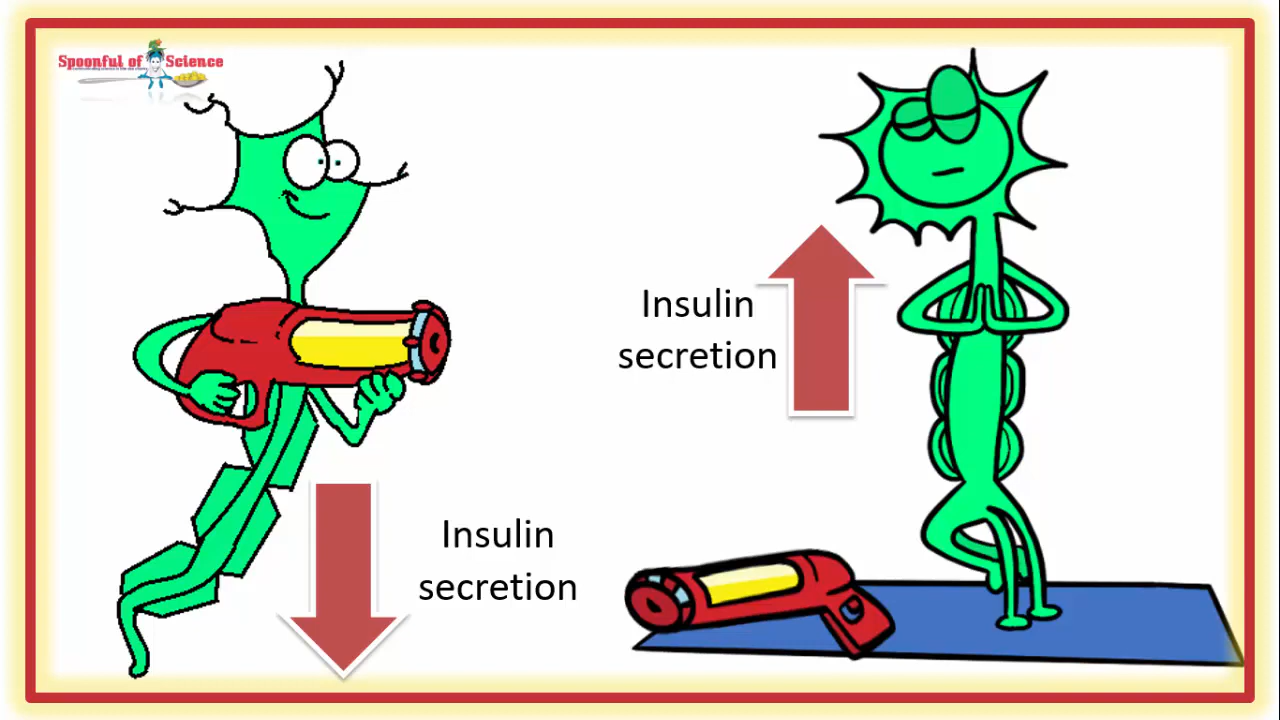 Spoonful of Science
Insulin
secretion
Insulin
secretion